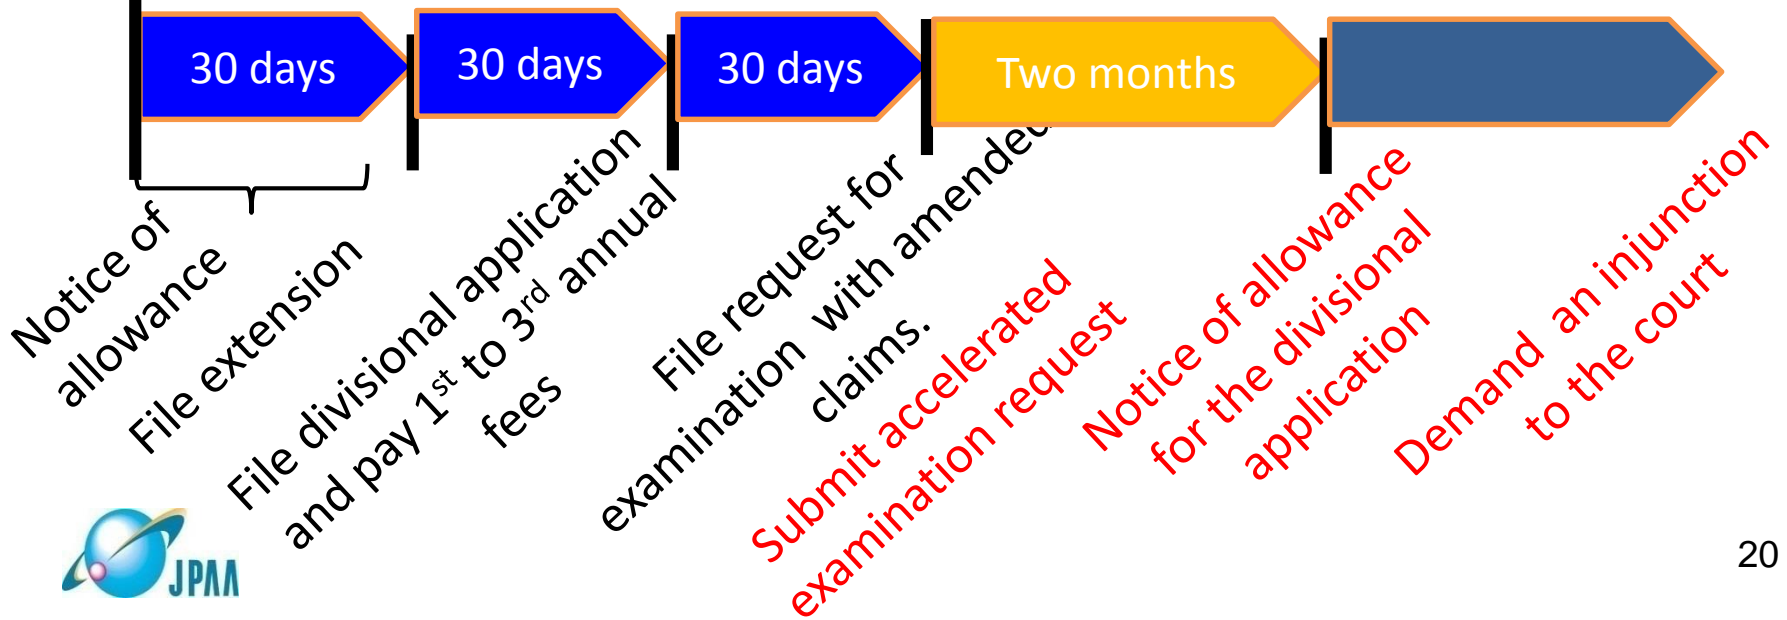 30 days
30 days
30 days
Two months
Notice of
allowance
File extension
File divisional application
and pay 1st to 3rd annual
fees
File request for
examination with amended
claims.
Submit accelerated
examination request
Notice of allowance
for the divisional
application
Demand an injunction
to the court
JPAA
20